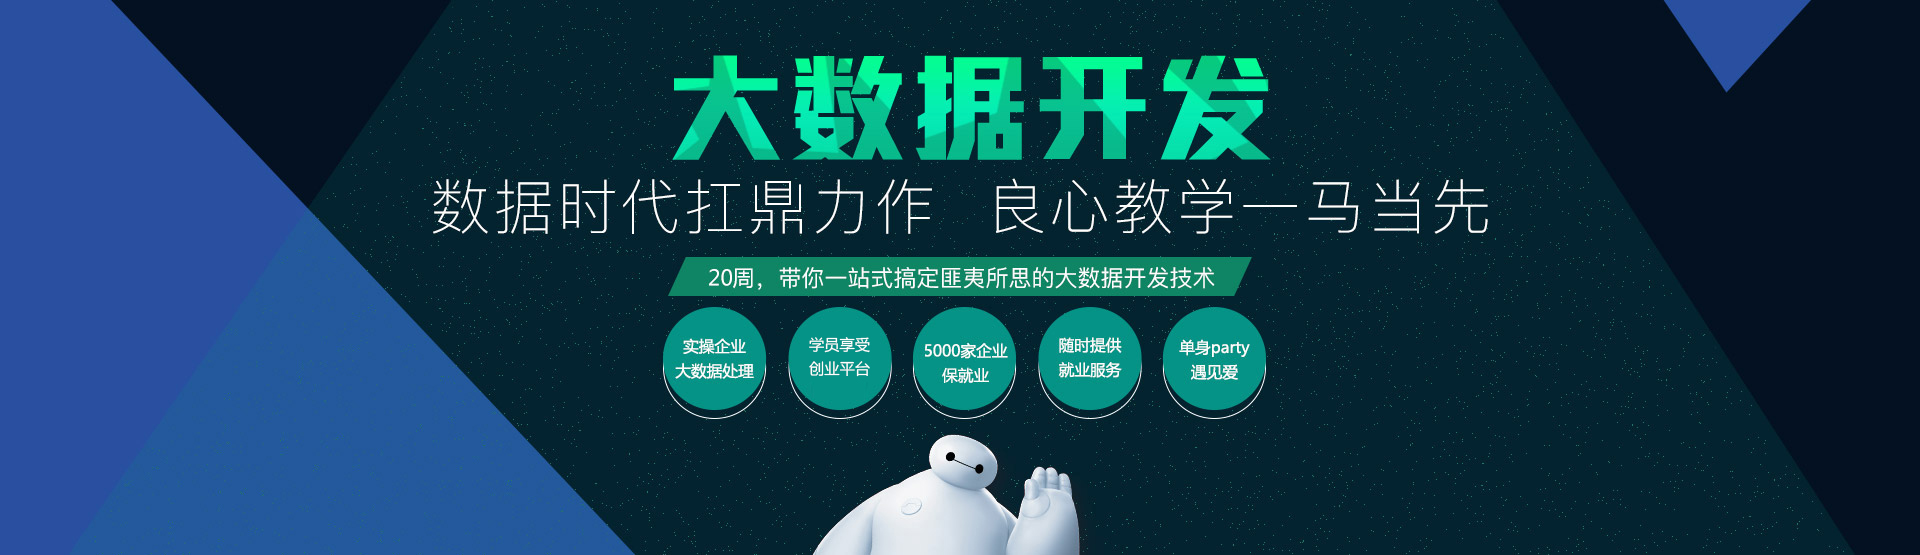 大数据开发
数据时代扛鼎力作 良心教学一马当先
20周，带你一站式搞定匪夷所思的大数据开发技术
实操企业
大数据处理
学员享受
创业平台
5000家企业
保就业
随时提供
就业服务
单身party
遇见爱